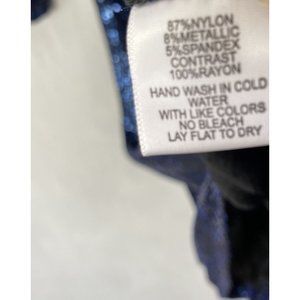 87%NYLON
8%METALLIC
5%SPANDEX
CONTRAST
100%RAYON
HAND WASH IN COLD
WATER
WITH LIKE COLORS
NO BLEACH
LAY FLAT TO DRY